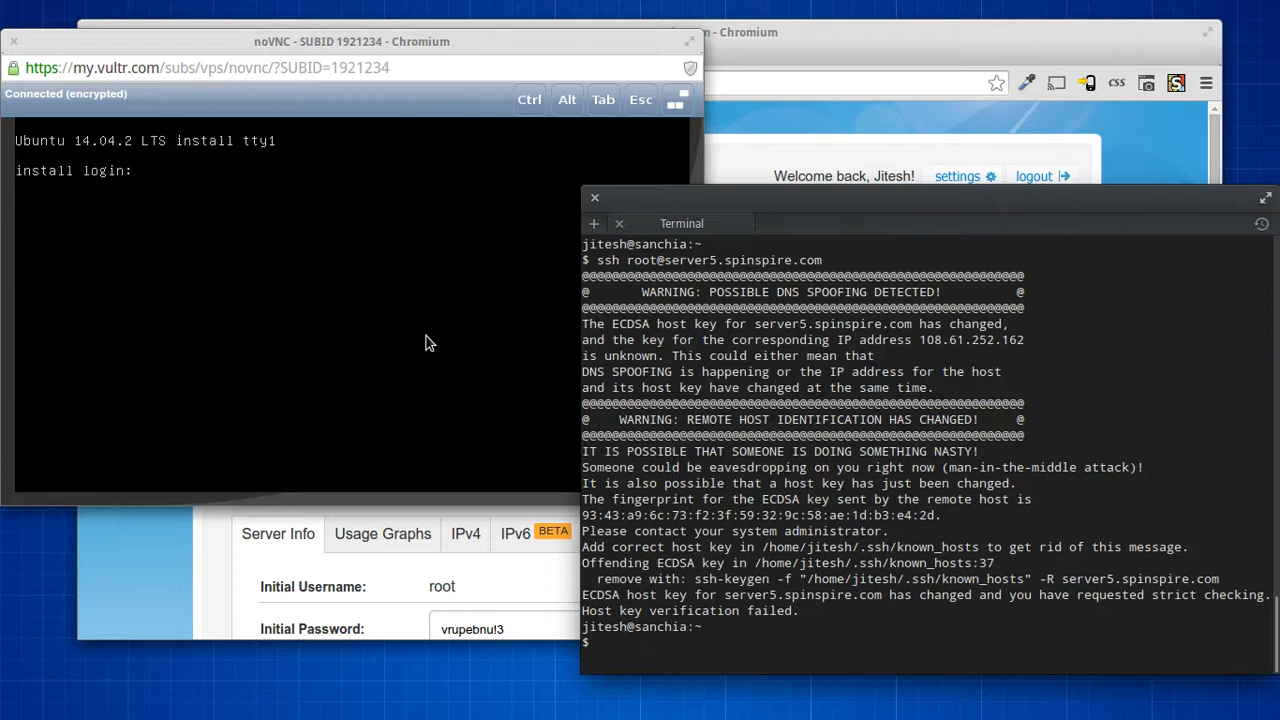 - Chromium
noVNC - SUBID 1921234 - Chromium
https://my.vultr.com/subs/vps/novnc/?SUBID=1921234
css
Connected (encrypted)
Ctrl Alt Tab Esc
Ubuntu 14.04.2 LTS install tty1
install login:
Welcome back, Jitesh! settings logout
Terminal
jitesh@sanchia:~
$ ssh root@server5.spinspire.com
@@@@@@@@@@@@@@@@@@@@@@@@@@@@@@@@@@@@@@@@@@@@@@@@@@@@@@@@@@@
@       WARNING: POSSIBLE DNS SPOOFING DETECTED!          @
@@@@@@@@@@@@@@@@@@@@@@@@@@@@@@@@@@@@@@@@@@@@@@@@@@@@@@@@@@@
The ECDSA host key for server5.spinspire.com has changed,
and the key for the corresponding IP address 108.61.252.162
is unknown. This could either mean that
DNS SPOOFING is happening or the IP address for the host
and its host key have changed at the same time.
@@@@@@@@@@@@@@@@@@@@@@@@@@@@@@@@@@@@@@@@@@@@@@@@@@@@@@@@@@@
@    WARNING: REMOTE HOST IDENTIFICATION HAS CHANGED!     @
@@@@@@@@@@@@@@@@@@@@@@@@@@@@@@@@@@@@@@@@@@@@@@@@@@@@@@@@@@@
IT IS POSSIBLE THAT SOMEONE IS DOING SOMETHING NASTY!
Someone could be eavesdropping on you right now (man-in-the-middle attack)!
It is also possible that a host key has just been changed.
The fingerprint for the ECDSA key sent by the remote host is
93:43:a9:6c:73:f2:3f:59:32:9c:58:ae:1d:b3:e4:2d.
Please contact your system administrator.
Add correct host key in /home/jitesh/.ssh/known_hosts to get rid of this message.
Offending ECDSA key in /home/jitesh/.ssh/known_hosts:37
  remove with: ssh-keygen -f "/home/jitesh/.ssh/known_hosts" -R server5.spinspire.com
ECDSA host key for server5.spinspire.com has changed and you have requested strict checking.
Host key verification failed.
jitesh@sanchia:~
$
Server Info Usage Graphs IPv4 IPv6 BETA
Initial Username: root
Initial Password: vrupebnu!3